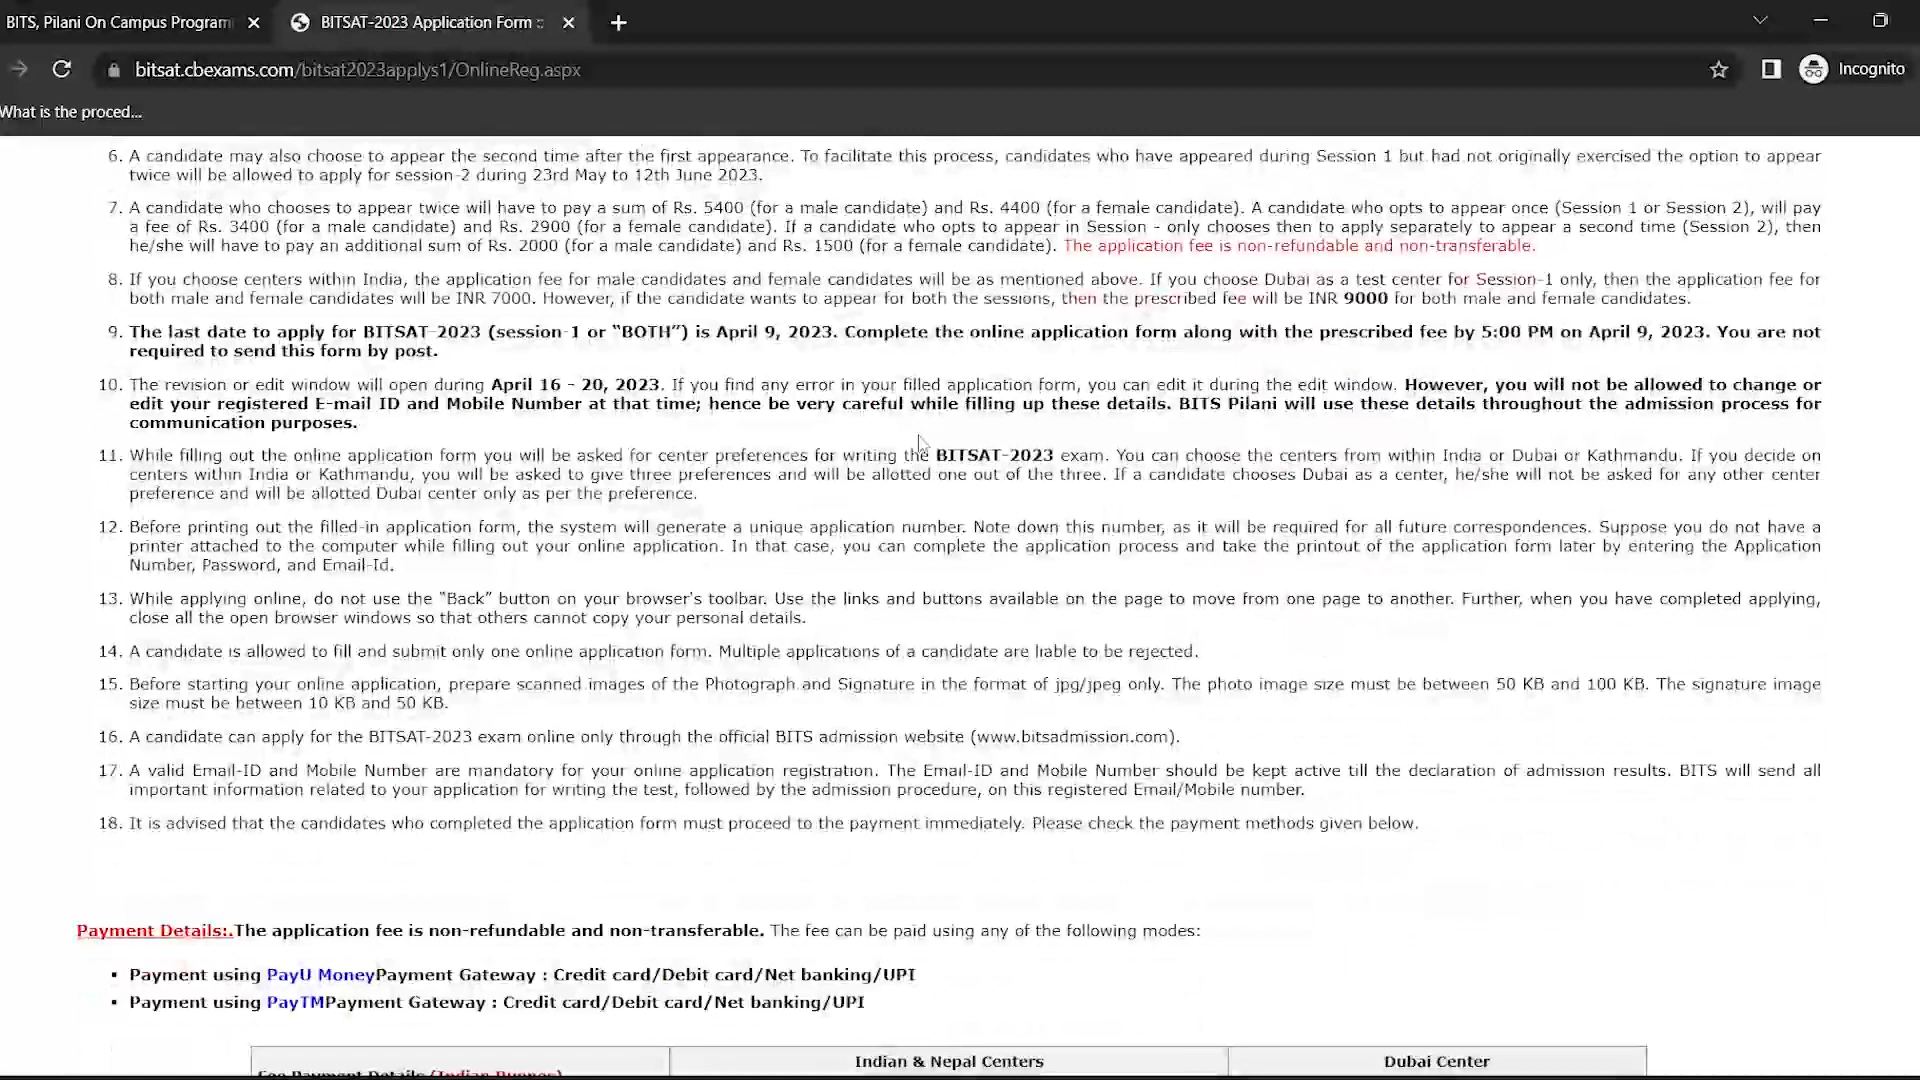 BITS, Pilani On Campus Program
BITSAT-2023 Application Form ::
bitsat.cbexams.com/bitsat2023applys1/OnlineReg.aspx
Incognito
What is the proced...
6. A candidate may also choose to appear the second time after the first appearance. To facilitate this process, candidates who have appeared during Session 1 but had not originally exercised the option to appear
twice will be allowed to apply for session-2 during 23rd May to 12th June 2023.
7. A candidate who chooses to appear twice will have to pay a sum of Rs. 5400 (for a male candidate) and Rs. 4400 (for a female candidate). A candidate who opts to appear once (Session 1 or Session 2), will pay
a fee of Rs. 3400 (for a male candidate) and Rs. 2900 (for a female candidate). If a candidate who opts to appear in Session - only chooses then to apply separately to appear a second time (Session 2), then
he/she will have to pay an additional sum of Rs. 2000 (for a male candidate) and Rs. 1500 (for a female candidate). The application fee is non-refundable and non-transferable.
8. If you choose centers within India, the application fee for male candidates and female candidates will be as mentioned above. If you choose Dubai as a test center for Session-1 only, then the application fee for
both male and female candidates will be INR 7000. However, if the candidate wants to appear for both the sessions, then the prescribed fee will be INR 9000 for both male and female candidates.
9. The last date to apply for BITSAT-2023 (session-1 or "BOTH") is April 9, 2023. Complete the online application form along with the prescribed fee by 5:00 PM on April 9, 2023. You are not
required to send this form by post.
10. The revision or edit window will open during April 16 - 20, 2023. If you find any error in your filled application form, you can edit it during the edit window. However, you will not be allowed to change or
edit your registered E-mail ID and Mobile Number at that time; hence be very careful while filling up these details. BITS Pilani will use these details throughout the admission process for
communication purposes.
11. While filling out the online application form you will be asked for center preferences for writing the BITSAT-2023 exam. You can choose the centers from within India or Dubai or Kathmandu. If you decide on
centers within India or Kathmandu, you will be asked to give three preferences and will be allotted one out of the three. If a candidate chooses Dubai as a center, he/she will not be asked for any other center
preference and will be allotted Dubai center only as per the preference.
12. Before printing out the filled-in application form, the system will generate a unique application number. Note down this number, as it will be required for all future correspondences. Suppose you do not have a
printer attached to the computer while filling out your online application. In that case, you can complete the application process and take the printout of the application form later by entering the Application
Number, Password, and Email-Id.
13. While applying online, do not use the "Back" button on your browser's toolbar. Use the links and buttons available on the page to move from one page to another. Further, when you have completed applying,
close all the open browser windows so that others cannot copy your personal details.
14. A candidate is allowed to fill and submit only one online application form. Multiple applications of a candidate are liable to be rejected.
15. Before starting your online application, prepare scanned images of the Photograph and Signature in the format of jpg/jpeg only. The photo image size must be between 50 KB and 100 KB. The signature image
size must be between 10 KB and 50 KB.
16. A candidate can apply for the BITSAT-2023 exam online only through the official BITS admission website (www.bitsadmission.com).
17. A valid Email-ID and Mobile Number are mandatory for your online application registration. The Email-ID and Mobile Number should be kept active till the declaration of admission results. BITS will send all
important information related to your application for writing the test, followed by the admission procedure, on this registered Email/Mobile number.
18. It is advised that the candidates who completed the application form must proceed to the payment immediately. Please check the payment methods given below.
Payment Details:.The application fee is non-refundable and non-transferable. The fee can be paid using any of the following modes:
• Payment using PayU MoneyPayment Gateway : Credit card/Debit card/Net banking/UPI
• Payment using PayTMPayment Gateway : Credit card/Debit card/Net banking/UPI
Indian & Nepal Centers
Dubai Center
Fee Payment Details (Indian Rupees)